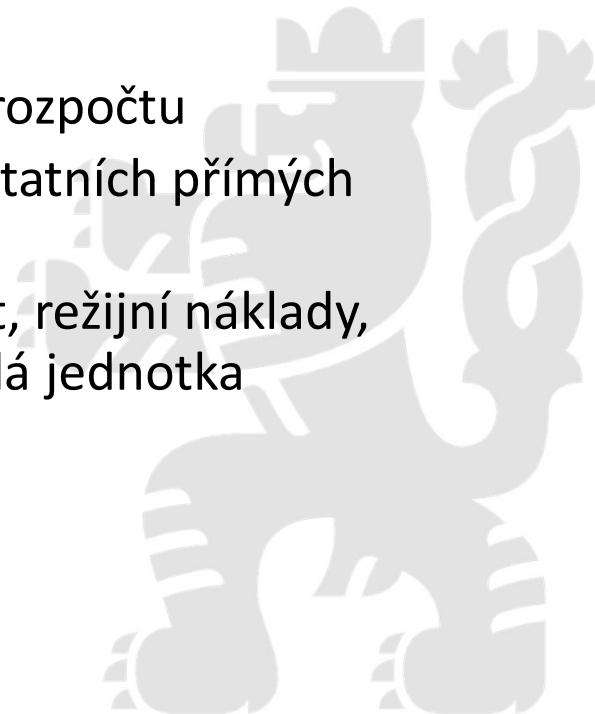 rozpočtu
tatních přímých
, režijní náklady,
lá jednotka